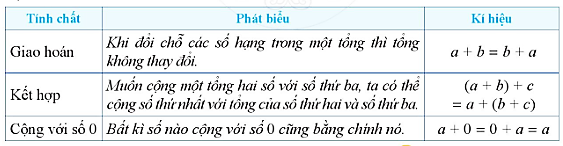 Tính chất Phát biểu Kí hiệu
Giao hoán
Khi đổi chỗ các số hạng trong một tổng thì tổng
không thay đổi.
a + b = b + a
Kết hợp
Muốn cộng một tổng hai số với số thứ ba, ta có thể
cộng số thứ nhất với tổng của số thứ hai và số thứ ba.
(a + b) + c
= a + (b + c)
Cộng với số 0 Bất kì số nào cộng với số 0 cũng bằng chính nó. a + 0 = 0 + a = a